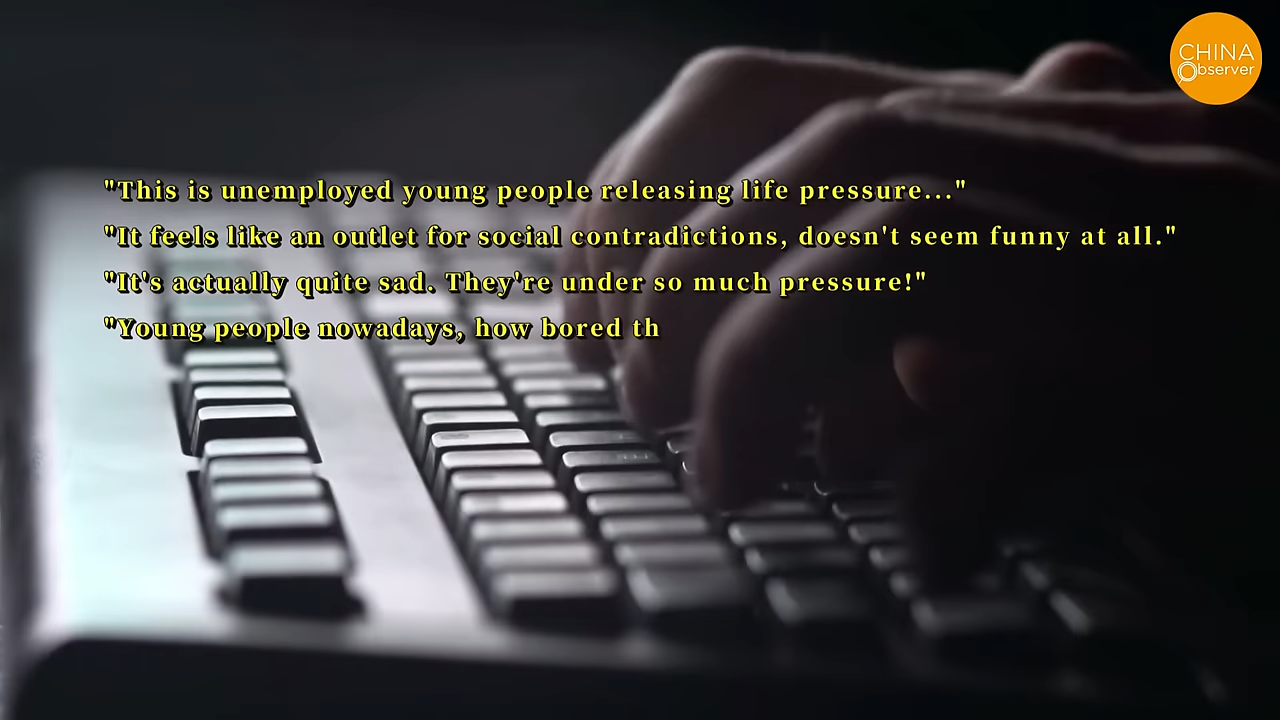 CHINA
Observer
"This is unemployed young people releasing life pressure..."
"It feels like an outlet for social contradictions, doesn't seem funny at all."
"It's actually quite sad. They're under so much pressure!"
"Young people nowadays, how bored th